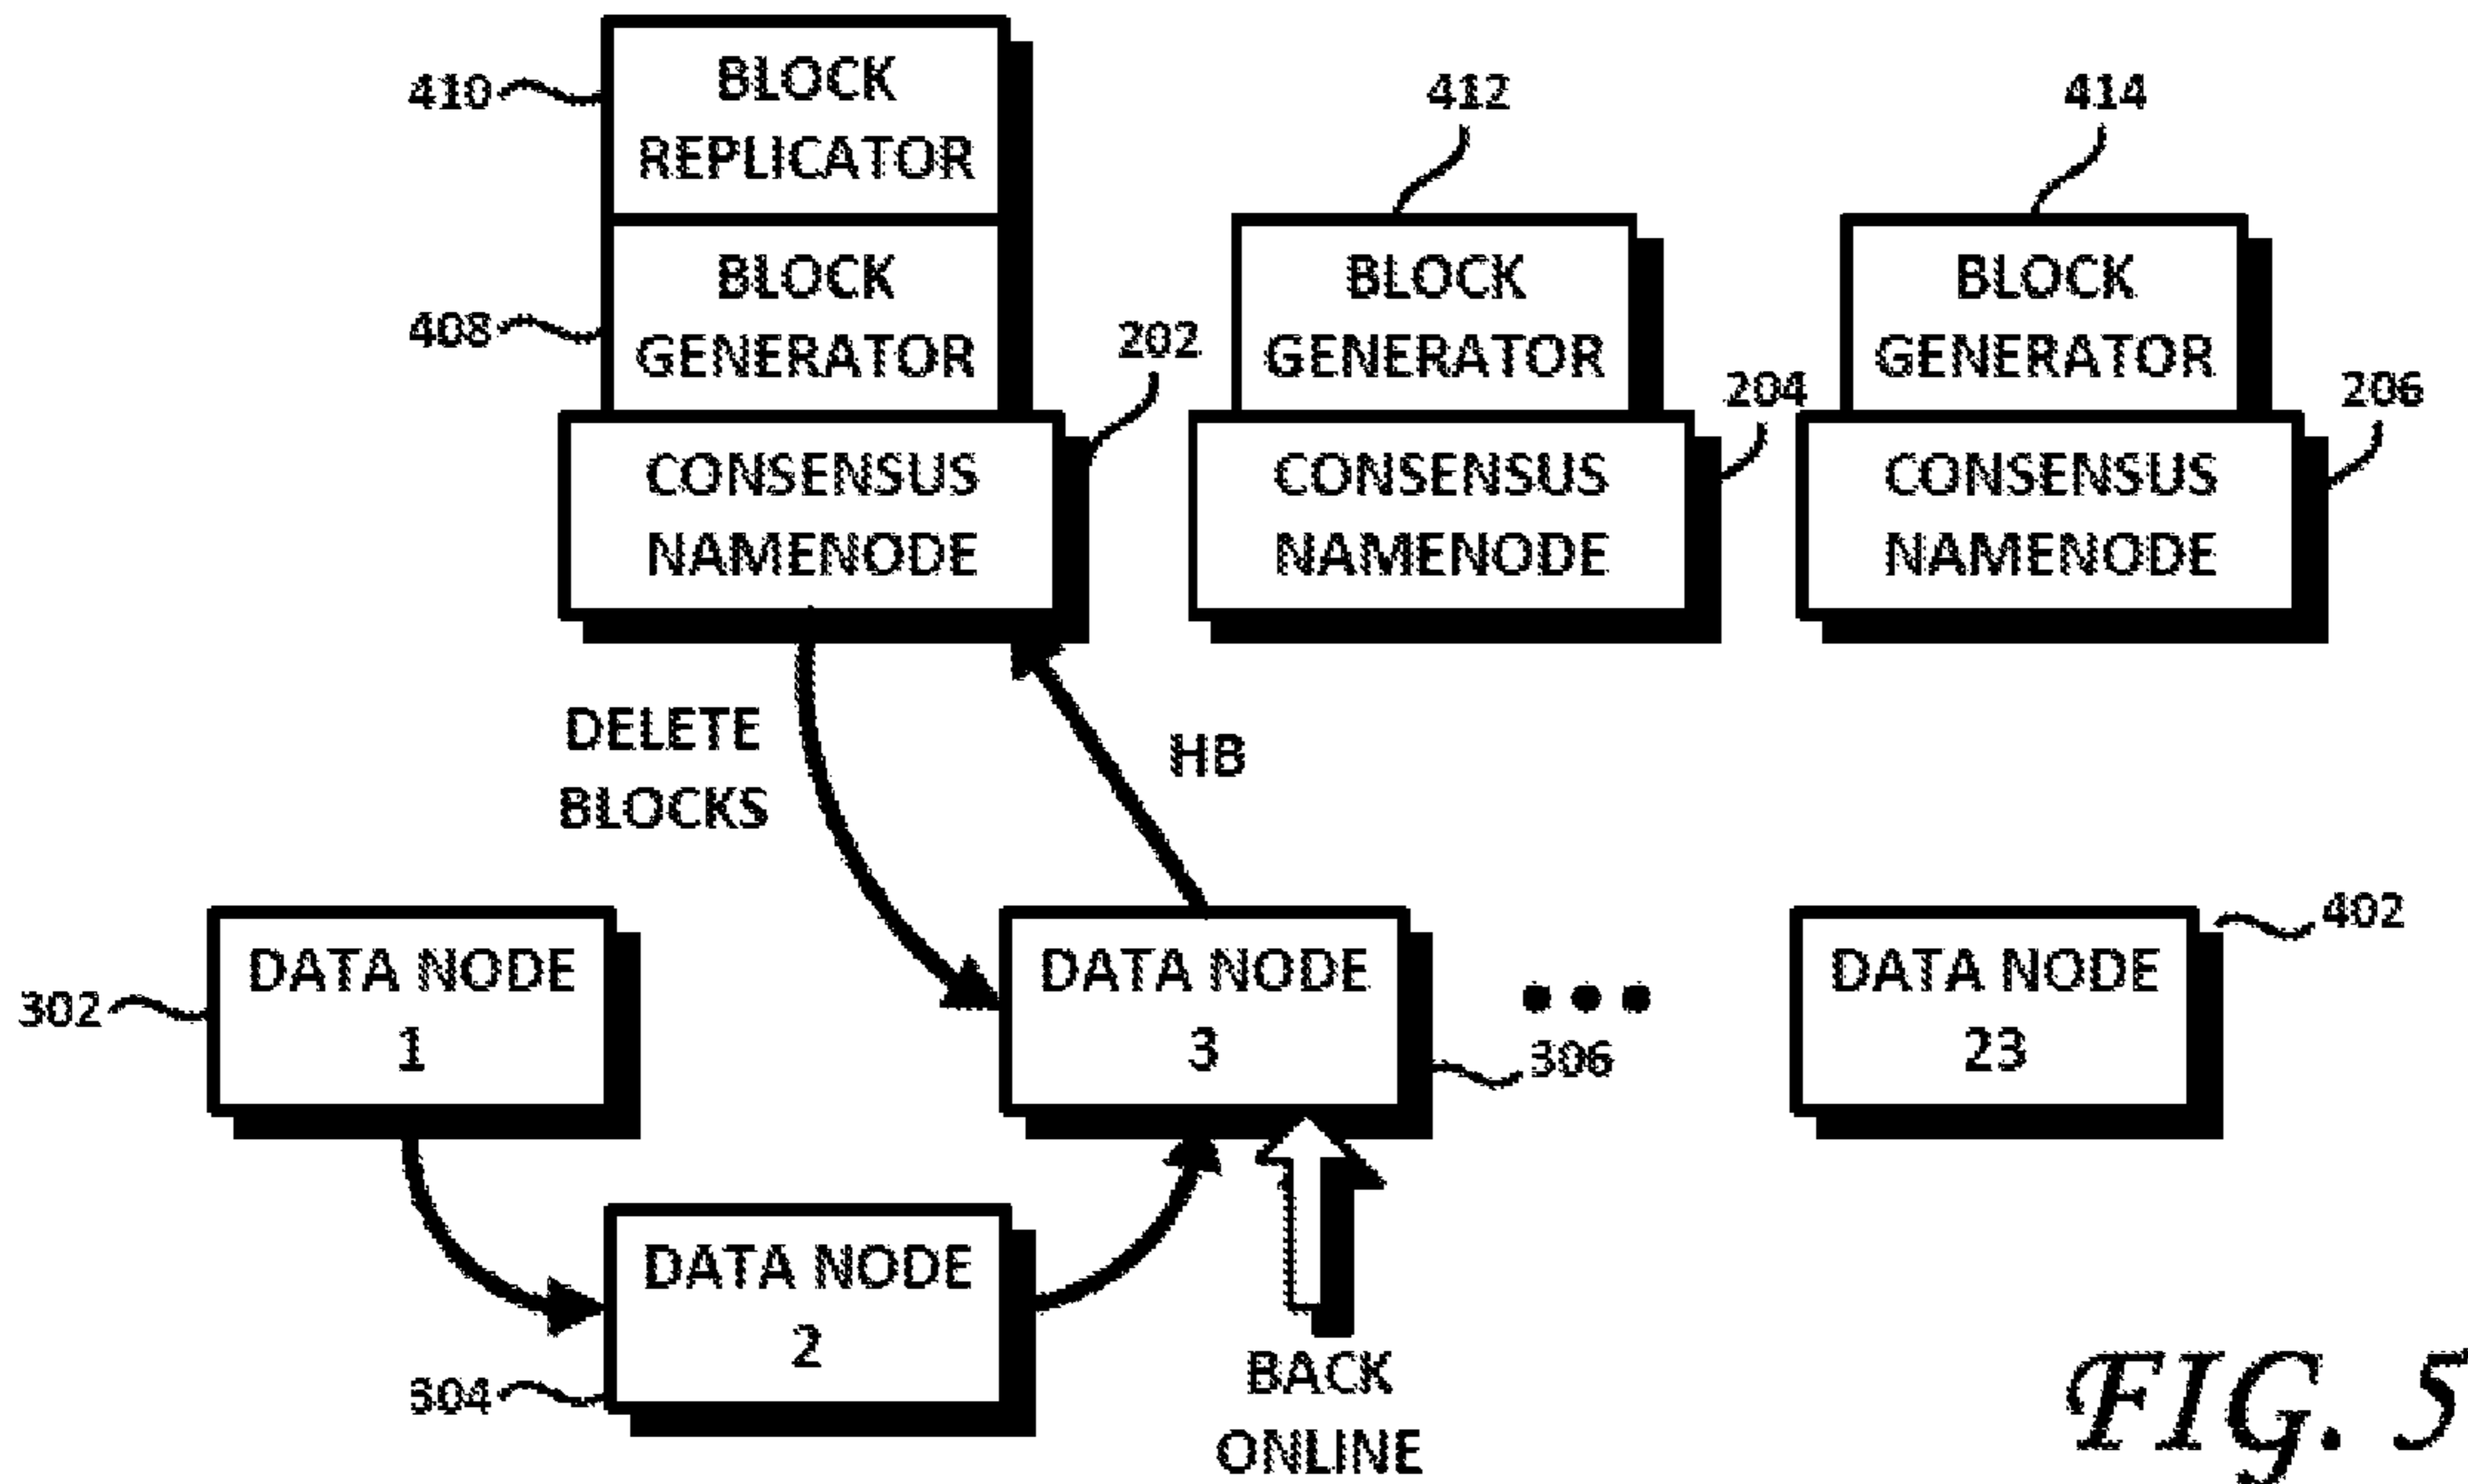 410
BLOCK
REPLICATOR
412
414
408
BLOCK
GENERATOR
202
BLOCK
GENERATOR
204
BLOCK
GENERATOR
206
CONSENSUS
NAMENODE
CONSENSUS
NAMENODE
CONSENSUS
NAMENODE
DELETE
BLOCKS
HB
302
DATA NODE
1
DATA NODE
3
306
DATA NODE
23
402
304
DATA NODE
2
BACK
ONLINE
FIG. 5